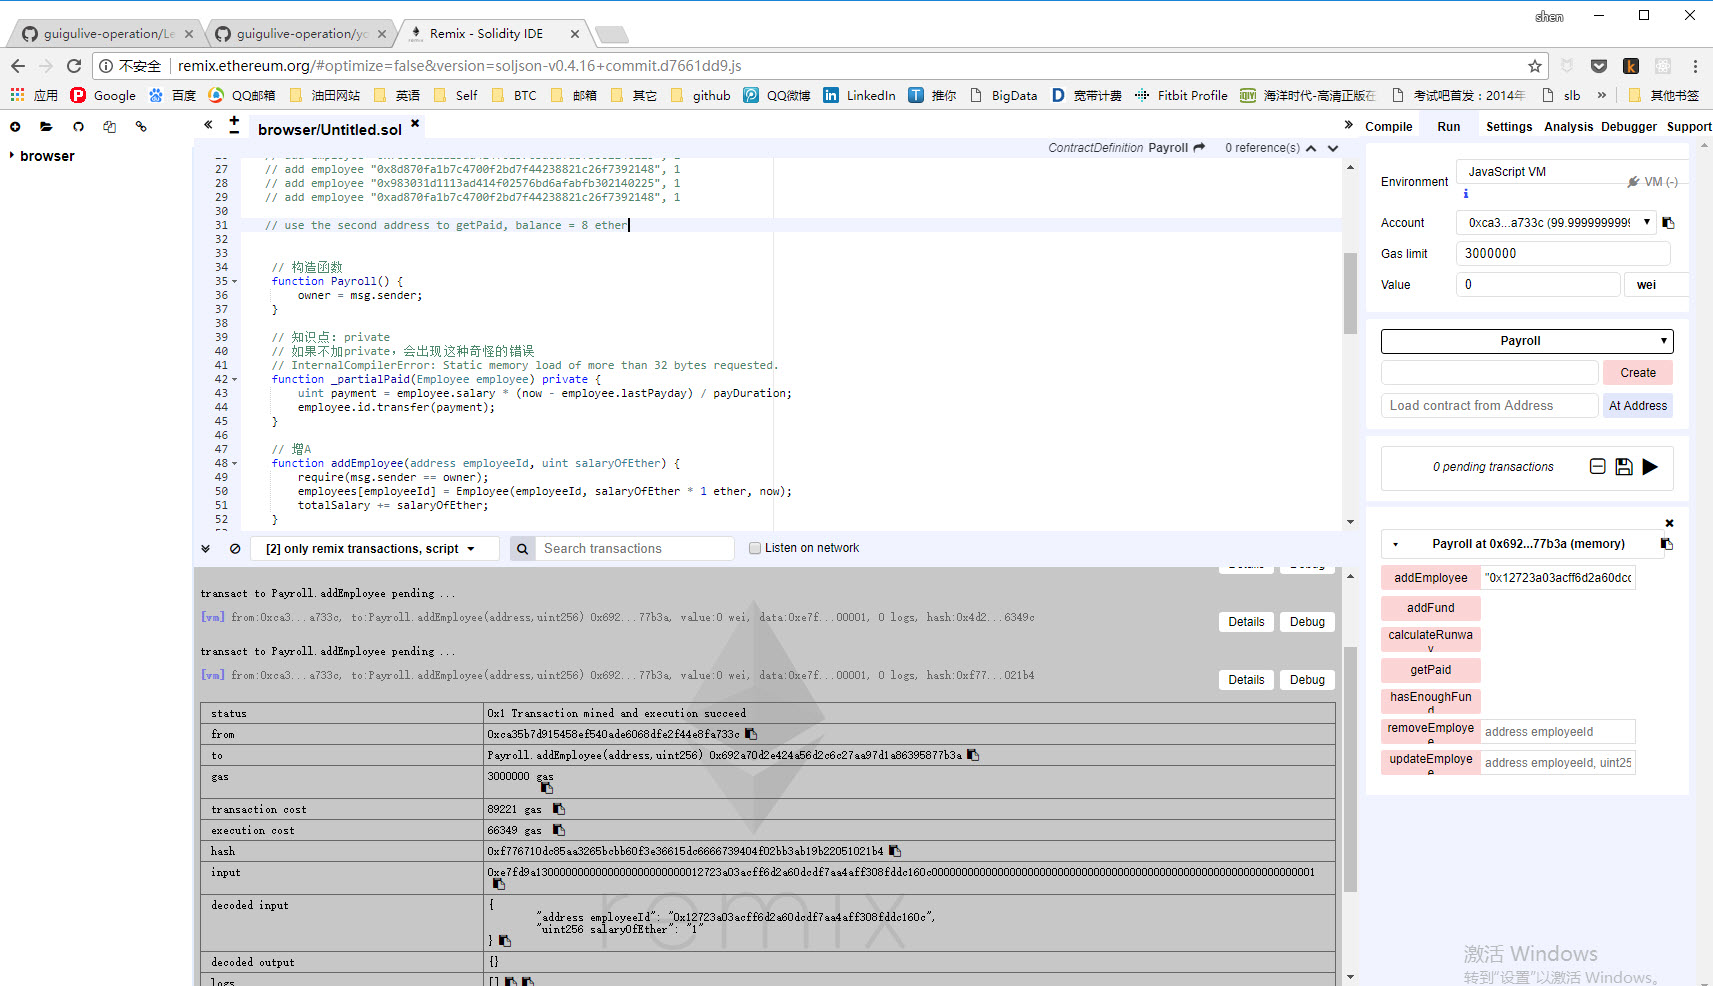 shen
guigulive-operation/Le
guigulive-operation/yo
Remix - Solidity IDE
不安全 remix.ethereum.org/#optimize=false&version=soljson-v0.4.16+commit.d7661dd9.js
应用 Google 百度 QQ邮箱 油田网站 英语 Self BTC 邮箱 其它 github QQ微博 LinkedIn 推你 BigData 宽带计费 Fitbit Profile 海洋时代-高清正版在 考试吧首发：2014年 slb » 其他书签
browser/Untitled.sol
Compile Run Settings Analysis Debugger Support
browser
ContractDefinition Payroll 0 reference(s)
27 // add employee "0x8d870fa1b7c4700f2bd7f44238821c26f7392148", 1
28 // add employee "0x983031d1113ad414f02576bd6afabfb302140225", 1
29 // add employee "0xad870fa1b7c4700f2bd7f44238821c26f7392148", 1
30
31 // use the second address to getPaid, balance = 8 ether
32
33
34 // 构造函数
35 function Payroll() {
36 owner = msg.sender;
37 }
38
39 // 知识点: private
40 // 如果不加private，会出现这种奇怪的错误
41 // InternalCompilerError: Static memory load of more than 32 bytes requested.
42 function _partialPaid(Employee employee) private {
43 uint payment = employee.salary * (now - employee.lastPayday) / payDuration;
44 employee.id.transfer(payment);
45 }
46
47 // 增A
48 function addEmployee(address employeeId, uint salaryOfEther) {
49 require(msg.sender == owner);
50 employees[employeeId] = Employee(employeeId, salaryOfEther * 1 ether, now);
51 totalSalary += salaryOfEther;
52 }
[2] only remix transactions, script
Search transactions
Listen on network
Details Debug
transact to Payroll.addEmployee pending ...
[vm] from:0xca3...a733c, to:Payroll.addEmployee(address,uint256) 0x692...77b3a, value:0 wei, data:0xe7f...00001, 0 logs, hash:0x4d2...6349c
Details Debug
transact to Payroll.addEmployee pending ...
[vm] from:0xca3...a733c, to:Payroll.addEmployee(address,uint256) 0x692...77b3a, value:0 wei, data:0xe7f...00001, 0 logs, hash:0xf77...021b4
Details Debug
status 0x1 Transaction mined and execution succeed
from 0xca35b7d915458ef540ade6068dfe2f44e8fa733c
to Payroll.addEmployee(address,uint256) 0x692a70d2e424a56d2c6c27aa97d1a86395877b3a
gas 3000000 gas
transaction cost 89221 gas
execution cost 66349 gas
hash 0xf776710dc85aa3265bcbb60f3e36615dc6666739404f02bb3ab19b22051021b4
input 0xe7fd9a1300000000000000000000000012723a03acff6d2a60dcdf7aa4aff308fddc160c0000000000000000000000000000000000000000000000000000000000000001
decoded input {
"address employeeId": "0x12723a03acff6d2a60dcdf7aa4aff308fddc160c",
"uint256 salaryOfEther": "1"
}
decoded output {}
logs []
remix
Environment JavaScript VM VM (-)
Account 0xca3...a733c (99.9999999999
Gas limit 3000000
Value 0 wei
Payroll
Create
Load contract from Address At Address
0 pending transactions
Payroll at 0x692...77b3a (memory)
addEmployee "0x12723a03acff6d2a60dcc
addFund
calculateRunway
getPaid
hasEnoughFund
removeEmployee address employeeId
updateEmployee address employeeId, uint25
激活 Windows
转到"设置"以激活 Windows。